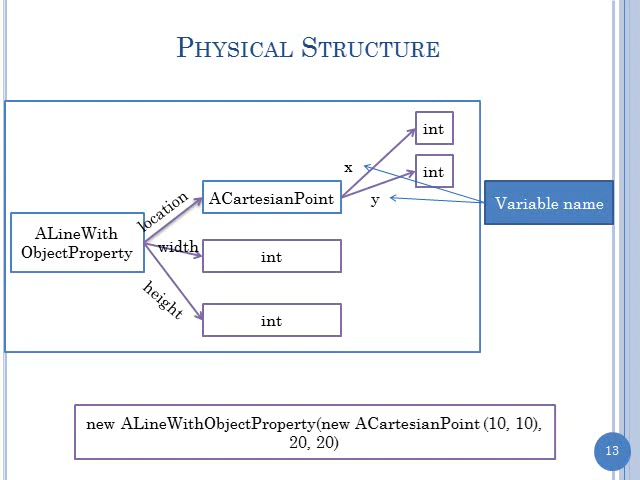 PHYSICAL STRUCTURE
int
x
int
location
ACartesianPoint
y
Variable name
ALineWith
ObjectProperty
width
int
height
int
new ALineWithObjectProperty(new ACartesianPoint (10, 10),
20, 20)
13